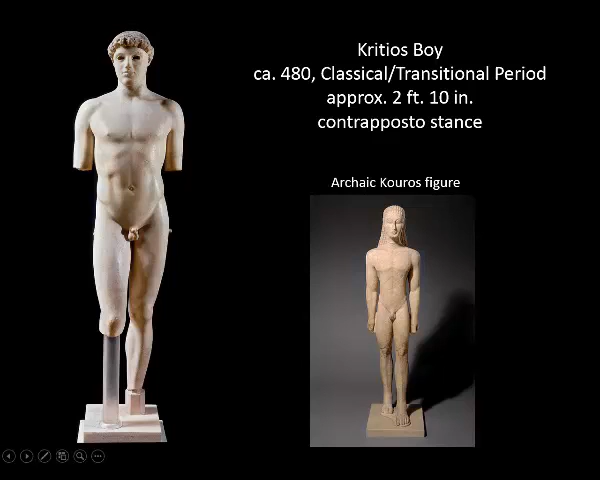 Kritios Boy
ca. 480, Classical/Transitional Period
approx. 2 ft. 10 in.
contrapposto stance
Archaic Kouros figure